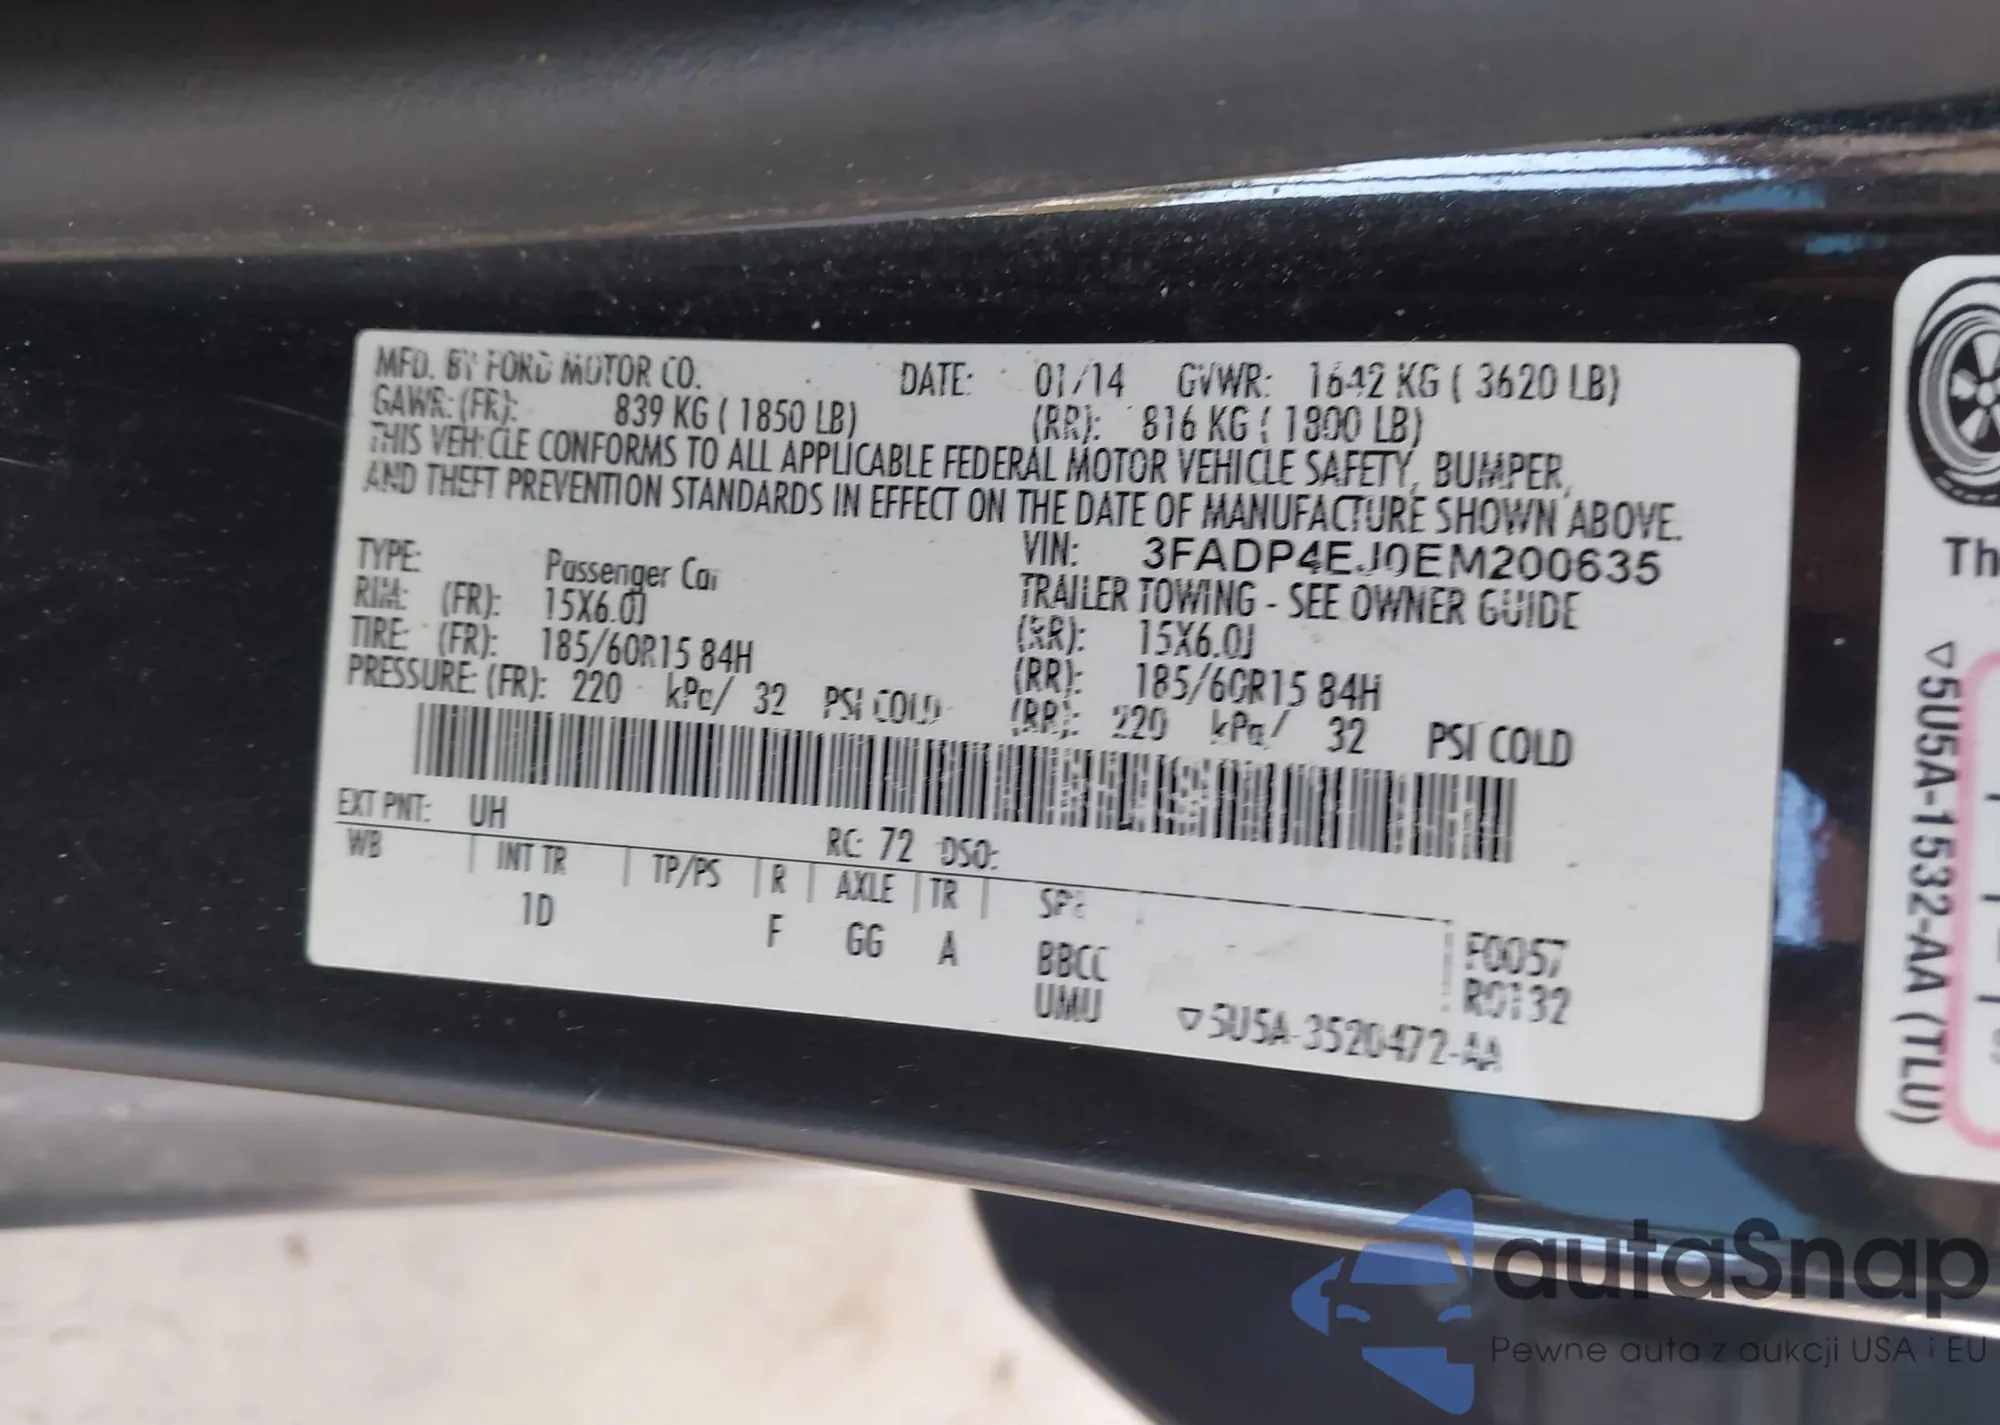 MFD. BY FORD MOTOR CO. DATE: 01/14 GVWR: 1642 KG ( 3620 LB)
GAWR: (FR): 839 KG ( 1850 LB) (RR): 816 KG ( 1800 LB)
THIS VEHICLE CONFORMS TO ALL APPLICABLE FEDERAL MOTOR VEHICLE SAFETY, BUMPER,
AND THEFT PREVENTION STANDARDS IN EFFECT ON THE DATE OF MANUFACTURE SHOWN ABOVE.
VIN: 3FADP4EJ0EM200635
TYPE: Passenger Car TRAILER TOWING - SEE OWNER GUIDE
RIM: (FR): 15X6.0J (RR): 15X6.0J
TIRE: (FR): 185/60R15 84H (RR): 185/60R15 84H
PRESSURE: (FR): 220 kPa/ 32 PSI COLD (RR): 220 kPa/ 32 PSI COLD
EXT PNT: UH RC: 72 DSO:
WB INT TR TP/PS R AXLE TR
1D F GG A BBCC F0057
UMU R0132
▽5U5A-3520472-AA
Th
▽5U5A-1532-AA (TLU)
autaSnap
Pewne auta z aukcji USA i EU